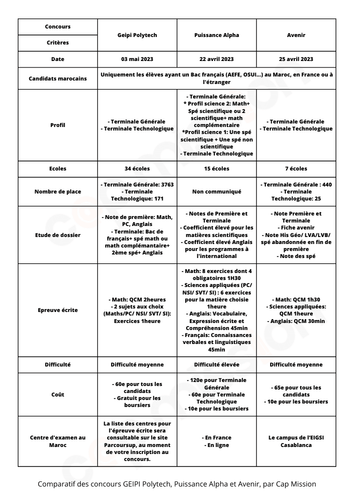 Concours
Critères
Geipi Polytech
Puissance Alpha
Avenir
Date
03 mai 2023
22 avril 2023
25 avril 2023
Candidats marocains
Uniquement les élèves ayant un Bac français (AEFE, OSUI...) au Maroc, en France ou à
l'étranger
Profil
- Terminale Générale
- Terminale Technologique
- Terminale Générale:
* Profil science 2: Math+
Spé scientifique ou 2
scientifique+ math
complémentaire
*Profil science 1: Une spé
scientifique + Une spé non
scientifique
- Terminale Technologique
- Terminale Générale
- Terminale Technologique
Ecoles
34 écoles
15 écoles
7 écoles
Nombre de place
- Terminale Générale: 3763
- Terminale
Technologique: 171
Non communiqué
- Terminale Générale : 440
- Terminale
Technologique: 25
Etude de dossier
- Note de première: Math,
PC, Anglais
- Terminale: Bac de
français+ spé math ou
math complémantaire+
2ème spé+ Anglais
- Notes de Première et
Terminale
- Coefficient élevé pour les
matières scientifiques
- Coefficient élevé Anglais
pour les programmes à
l'international
- Note Première et
Terminale
- Fiche avenir
- Note His Géo/ LVA/LVB/
spé abandonnée en fin de
première
- Note des spé
Epreuve écrite
- Math: QCM 2heures
- 2 sujets aux choix
(Maths/PC/ NSI/ SVT/ SI):
Exercices 1heure
- Math: 8 exercices dont 4
obligatoires 1H30
- Sciences appliquées (PC/
NSI/ SVT/ SI) : 6 exercices
pour la matière choisie
1heure
- Anglais: Vocabulaire,
Expression écrite et
Compréhension 45min
- Français: Connaissances
verbales et linguistiques
45min
- Math: QCM 1h30
- Sciences appliquées:
QCM 1heure
- Anglais: QCM 30min
Difficulté
Difficulté moyenne
Difficulté élevée
Difficulté moyenne
Coût
- 60e pour tous les
candidats
- Gratuit pour les
boursiers
- 120e pour Terminale
Générale
- 60e pour Terminale
Technologique
- 10e pour les boursiers
- 65e pour tous les
candidats
- 10e pour les boursiers
Centre d'examen au
Maroc
La liste des centres pour
l'épreuve écrite sera
consultable sur le site
Parcoursup, au moment
de votre inscription au
concours.
- En France
- En ligne
Le campus de l'EIGSI
Casablanca
Comparatif des concours GEIPI Polytech, Puissance Alpha et Avenir, par Cap Mission